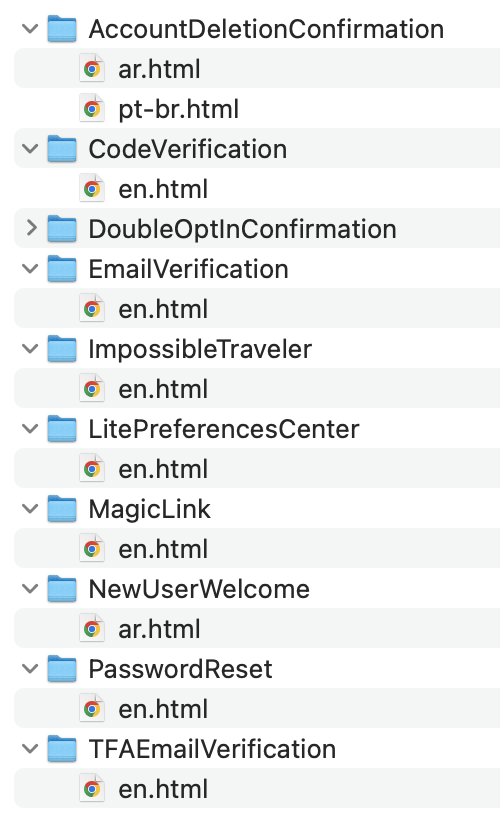 AccountDeletionConfirmation
ar.html
pt-br.html
CodeVerification
en.html
DoubleOptInConfirmation
EmailVerification
en.html
ImpossibleTraveler
en.html
LitePreferencesCenter
en.html
MagicLink
en.html
NewUserWelcome
ar.html
PasswordReset
en.html
TFAEmailVerification
en.html